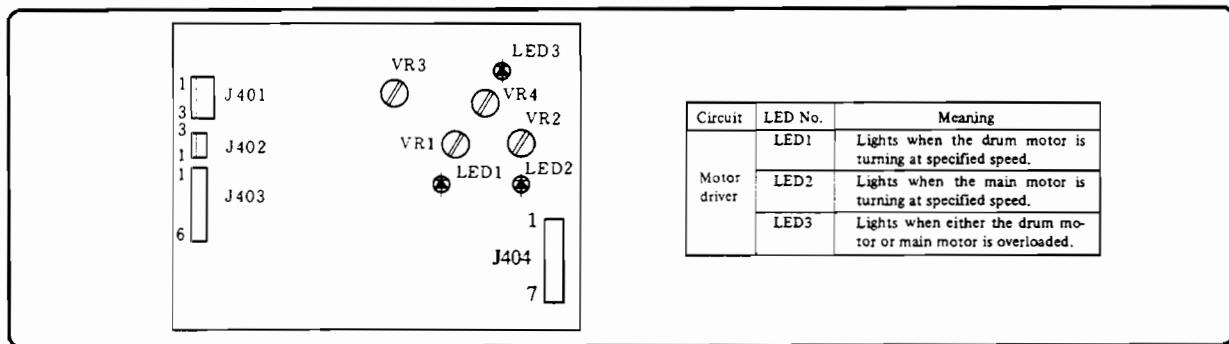 LED3
VR3
1
J401
VR4
3
VR2
3
J402
VR1
1
1
LED1
LED2
J403
1
6
J404
7
Circuit LED No. Meaning
Motor driver
LED1 Lights when the drum motor is
turning at specified speed.
LED2 Lights when the main motor is
turning at specified speed.
LED3 Lights when either the drum mo-
tor or main motor is overloaded.